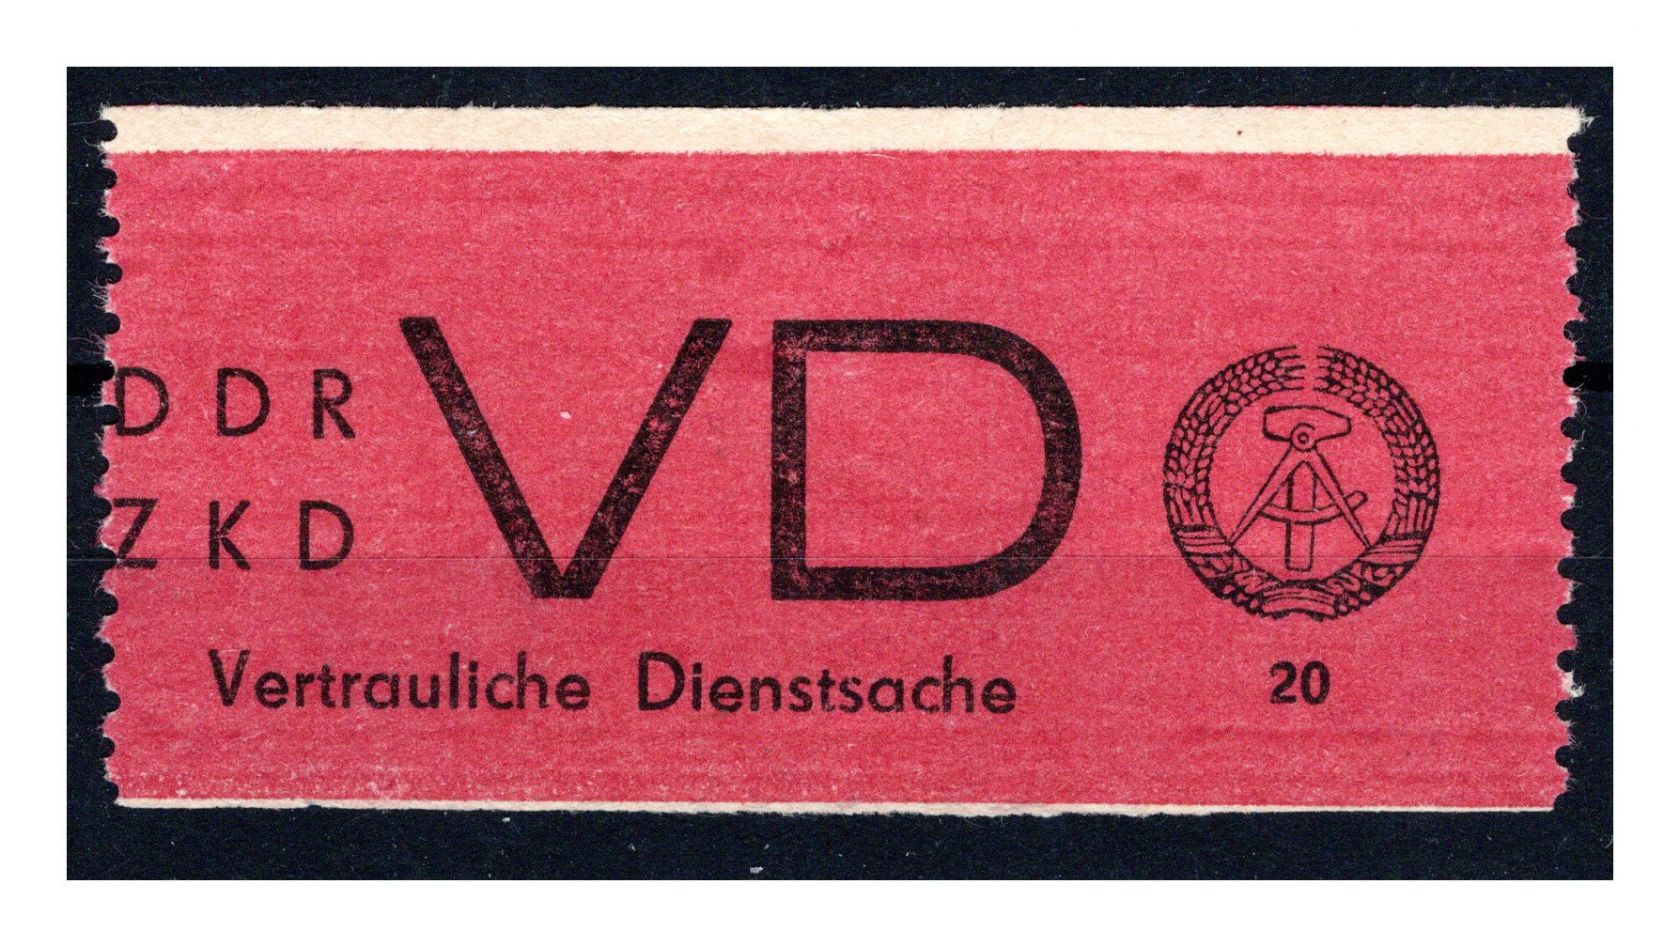 DDR
ZKD
VD
Vertrauliche Dienstsache
20